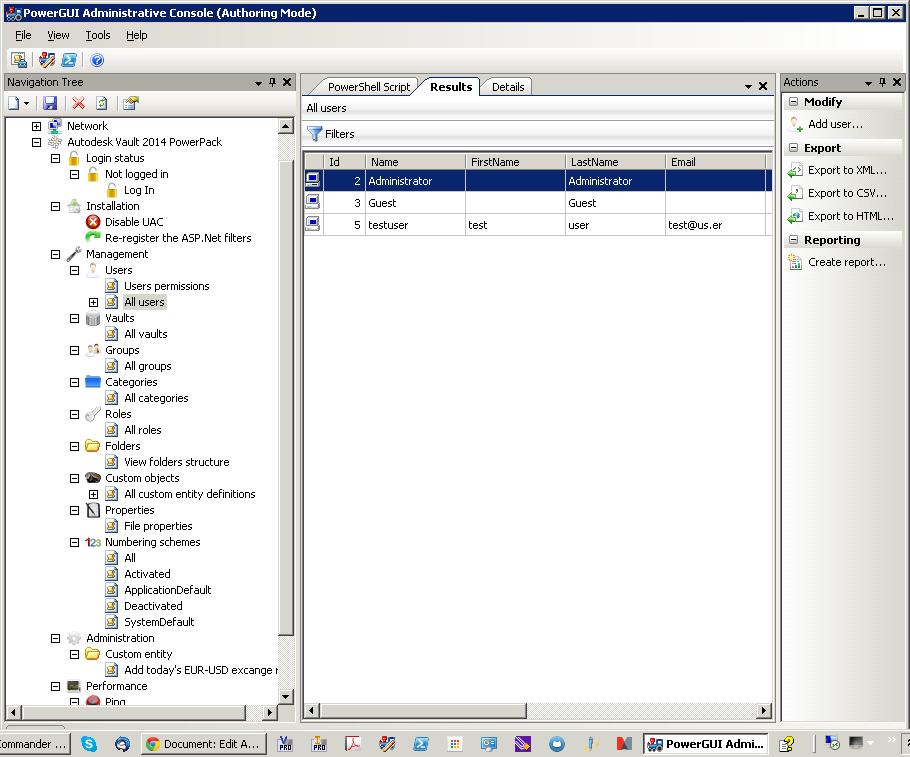 PowerGUI Administrative Console (Authoring Mode)
File View Tools Help
Navigation Tree
Network
Autodesk Vault 2014 PowerPack
Login status
Not logged in
Log In
Installation
Disable UAC
Re-register the ASP.Net filters
Management
Users
Users permissions
All users
Vaults
All vaults
Groups
All groups
Categories
All categories
Roles
All roles
Folders
View folders structure
Custom objects
All custom entity definitions
Properties
File properties
Numbering schemes
123
All
Activated
ApplicationDefault
Deactivated
SystemDefault
Administration
Custom entity
Add today's EUR-USD excange r
Performance
Ping
PowerShell Script Results Details
All users
Filters
Id Name FirstName LastName Email
2 Administrator Administrator
3 Guest Guest
5 testuser test user test@us.er
Actions
Modify
Add user...
Export
Export to XML...
Export to CSV...
Export to HTML...
Reporting
Create report...
Commander ... Document: Edit A... PRO PRO PowerGUI Admi...